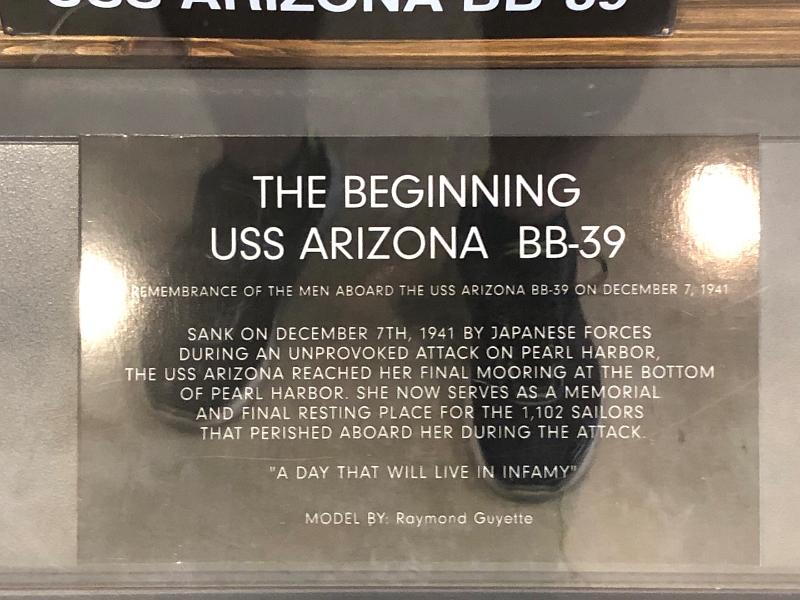 USS ARIZONA BB-39
THE BEGINNING
USS ARIZONA BB-39
REMEMBRANCE OF THE MEN ABOARD THE USS ARIZONA BB-39 ON DECEMBER 7, 1941
SANK ON DECEMBER 7TH, 1941 BY JAPANESE FORCES
DURING AN UNPROVOKED ATTACK ON PEARL HARBOR,
THE USS ARIZONA REACHED HER FINAL MOORING AT THE BOTTOM
OF PEARL HARBOR. SHE NOW SERVES AS A MEMORIAL
AND FINAL RESTING PLACE FOR THE 1,102 SAILORS
THAT PERISHED ABOARD HER DURING THE ATTACK.
"A DAY THAT WILL LIVE IN INFAMY"
MODEL BY: Raymond Guyette